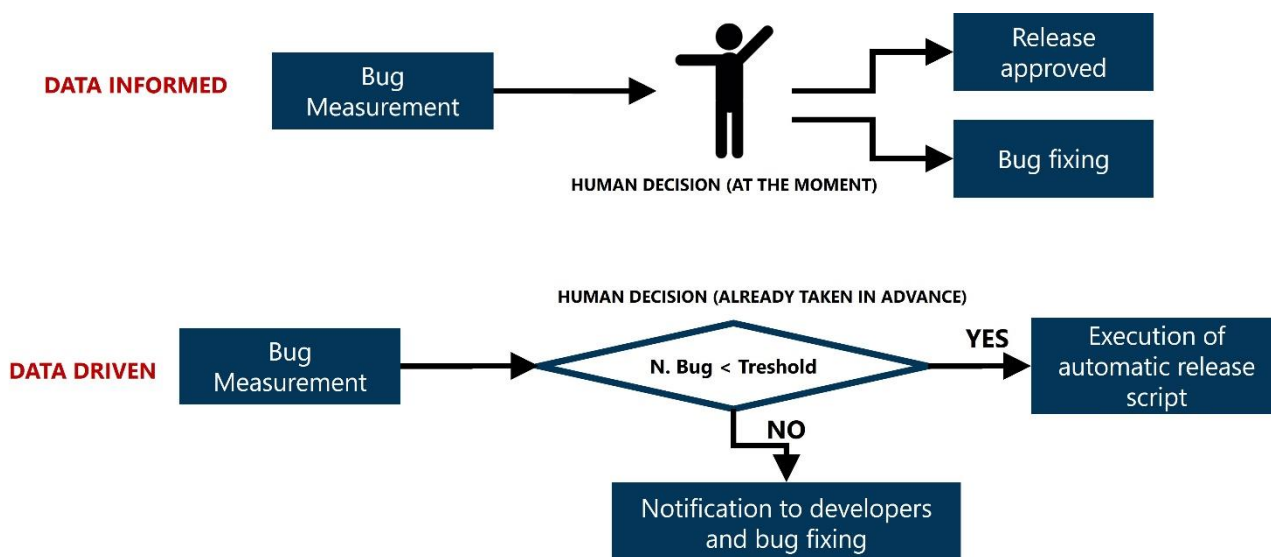 DATA INFORMED
Bug
Measurement
HUMAN DECISION (AT THE MOMENT)
Release
approved
Bug fixing
HUMAN DECISION (ALREADY TAKEN IN ADVANCE)
DATA DRIVEN
Bug
Measurement
N. Bug < Treshold
YES
Execution of
automatic release
script
NO
Notification to developers
and bug fixing